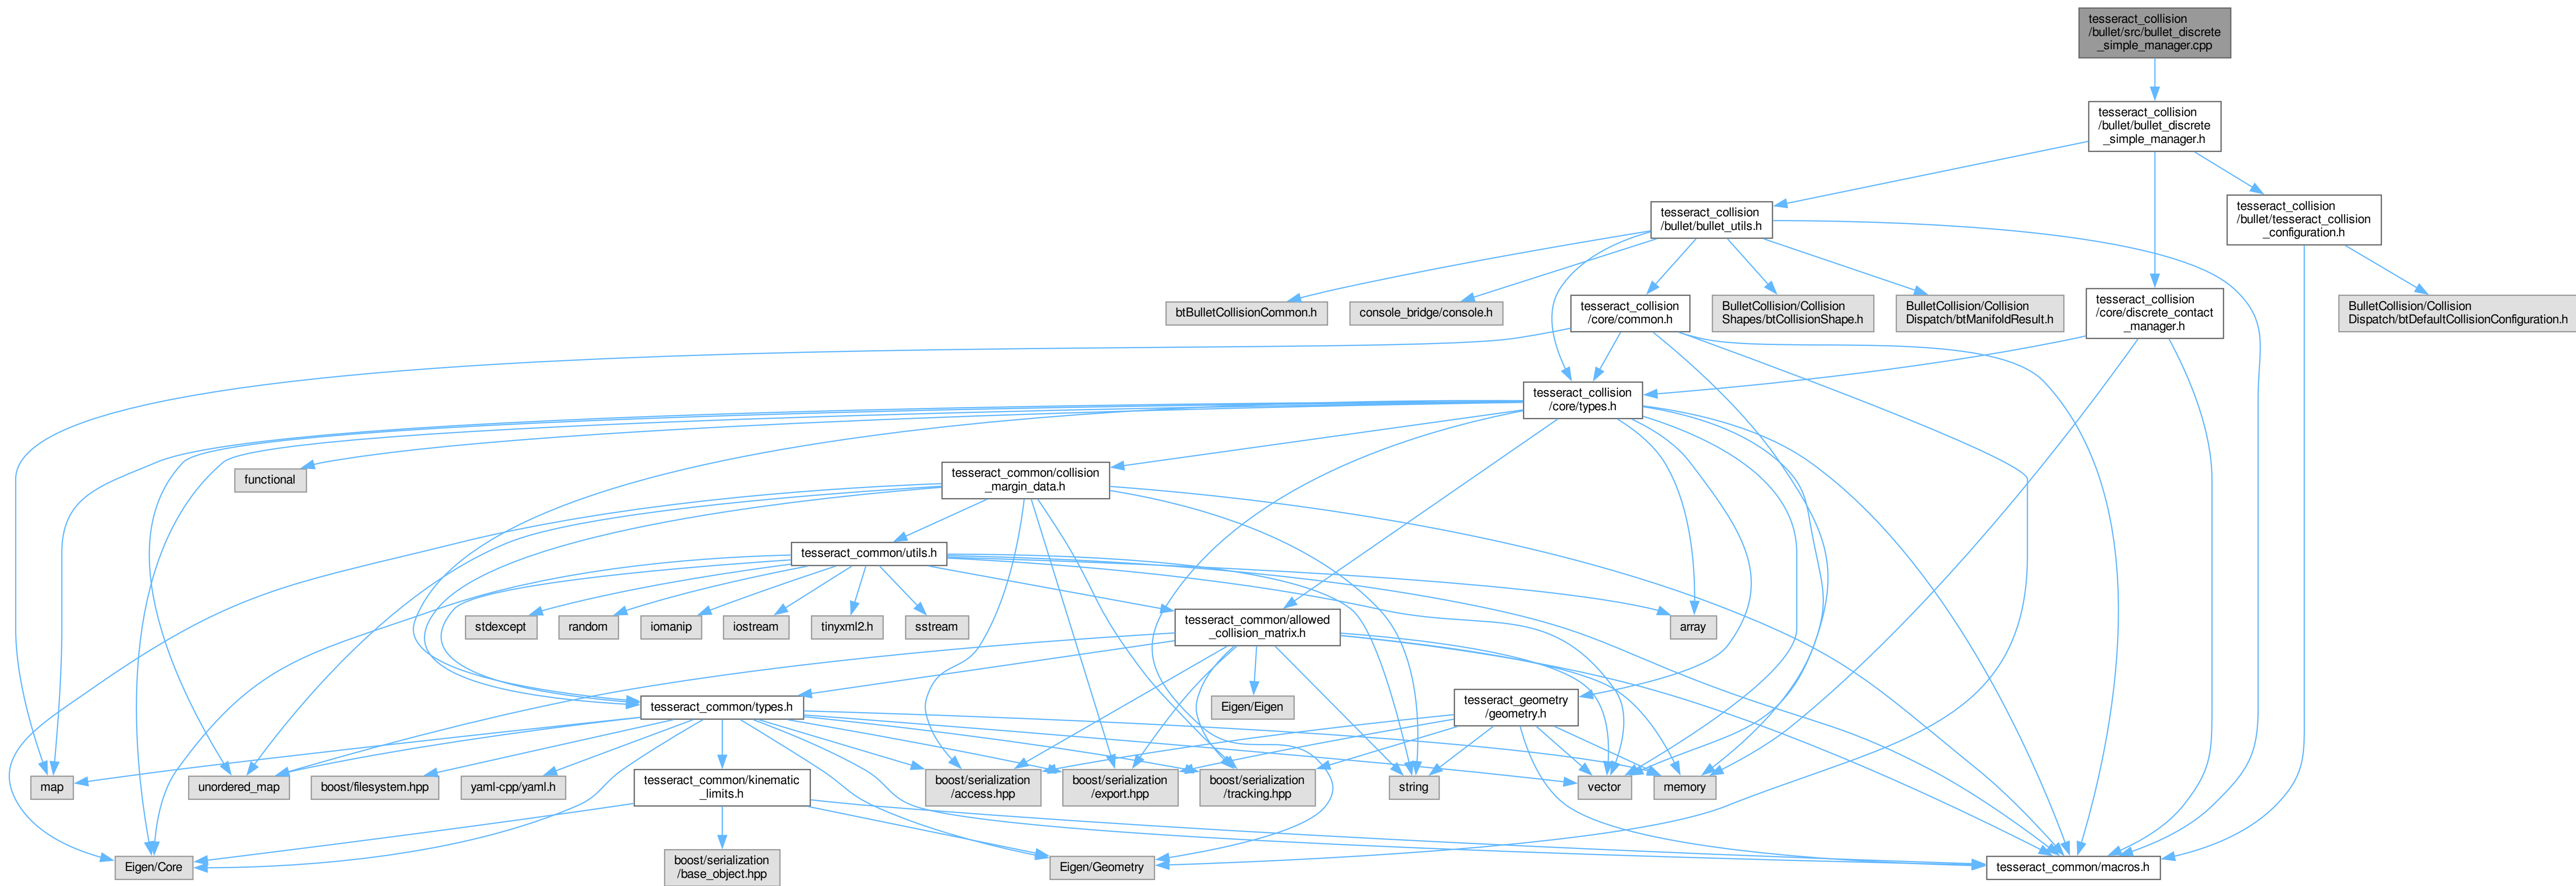 tesseract_collision
/bullet/src/bullet_discrete
_simple_manager.cpp
tesseract_collision
/bullet/bullet_discrete
_simple_manager.h
tesseract_collision
/bullet/bullet_utils.h
tesseract_collision
/bullet/tesseract_collision
_configuration.h
btBulletCollisionCommon.h
console_bridge/console.h
tesseract_collision
/core/common.h
BulletCollision/Collision
Shapes/btCollisionShape.h
BulletCollision/Collision
Dispatch/btManifoldResult.h
tesseract_collision
/core/discrete_contact
_manager.h
BulletCollision/Collision
Dispatch/btDefaultCollisionConfiguration.h
tesseract_collision
/core/types.h
functional
tesseract_common/collision
_margin_data.h
tesseract_common/utils.h
stdexcept
random
iomanip
iostream
tinyxml2.h
sstream
tesseract_common/allowed
_collision_matrix.h
array
tesseract_common/types.h
Eigen/Eigen
tesseract_geometry
/geometry.h
map
unordered_map
boost/filesystem.hpp
yaml-cpp/yaml.h
tesseract_common/kinematic
_limits.h
boost/serialization
/access.hpp
boost/serialization
/export.hpp
boost/serialization
/tracking.hpp
string
vector
memory
Eigen/Core
boost/serialization
/base_object.hpp
Eigen/Geometry
tesseract_common/macros.h